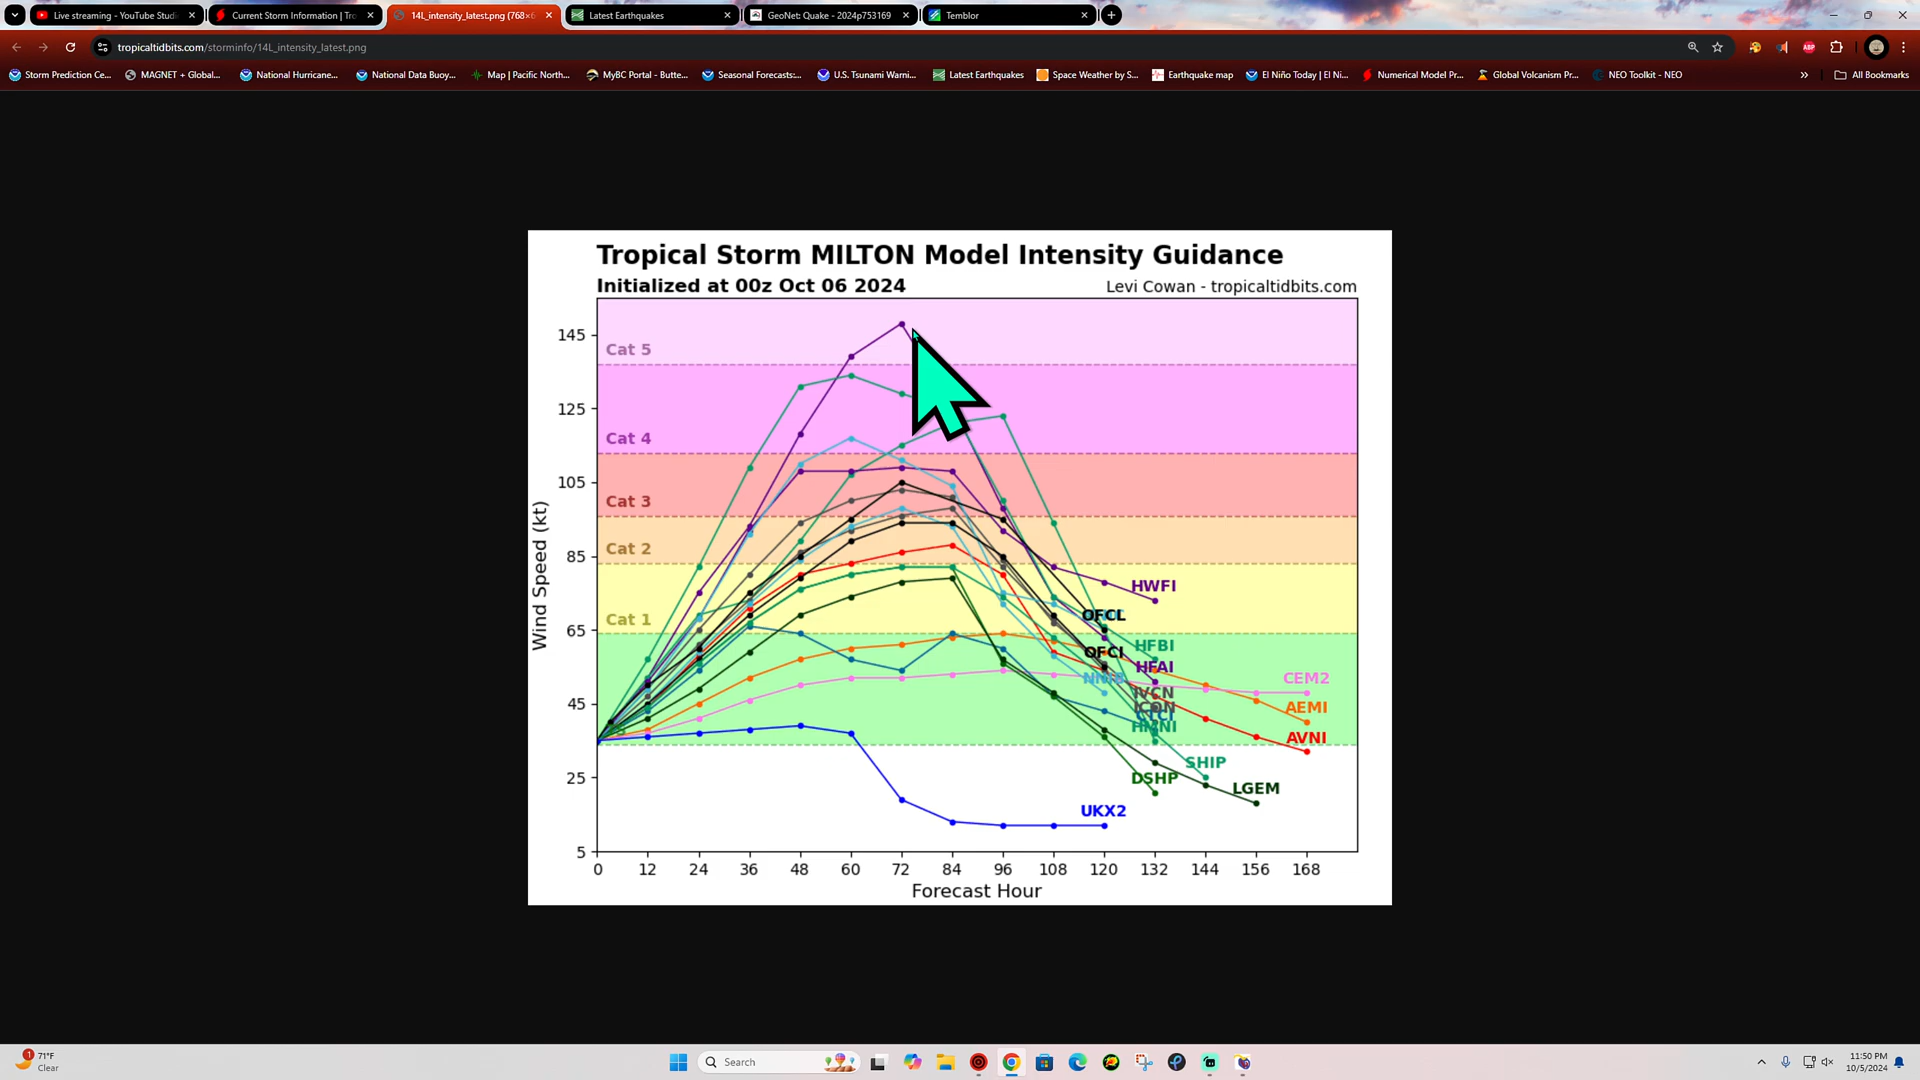 Live streaming - YouTube Studi
Current Storm Information | Tro
14L_intensity_latest.png (768×6
Latest Earthquakes
GeoNet: Quake - 2024p753169
Temblor
tropicaltidbits.com/storminfo/14L_intensity_latest.png
Storm Prediction Ce...
MAGNET + Global...
National Hurricane...
National Data Buoy...
Map | Pacific North...
MyBC Portal - Butte...
Seasonal Forecasts:...
U.S. Tsunami Warni...
Latest Earthquakes
Space Weather by S...
Earthquake map
El Niño Today | El Ni...
Numerical Model Pr...
Global Volcanism Pr...
NEO Toolkit - NEO
All Bookmarks
Tropical Storm MILTON Model Intensity Guidance
Initialized at 00z Oct 06 2024
Levi Cowan - tropicaltidbits.com
145
Cat 5
125
Cat 4
105
Cat 3
Cat 2
85
Cat 1
65
45
25
5
Wind Speed (kt)
HWFI
OFCL
HFBI
OFCI
HFAI
CEM2
IVCN
ICON
AEMI
HMNI
AVNI
SHIP
DSHP
LGEM
UKX2
0 12 24 36 48 60 72 84 96 108 120 132 144 156 168
Forecast Hour
1
71°F
Clear
Search
11:50 PM
10/5/2024